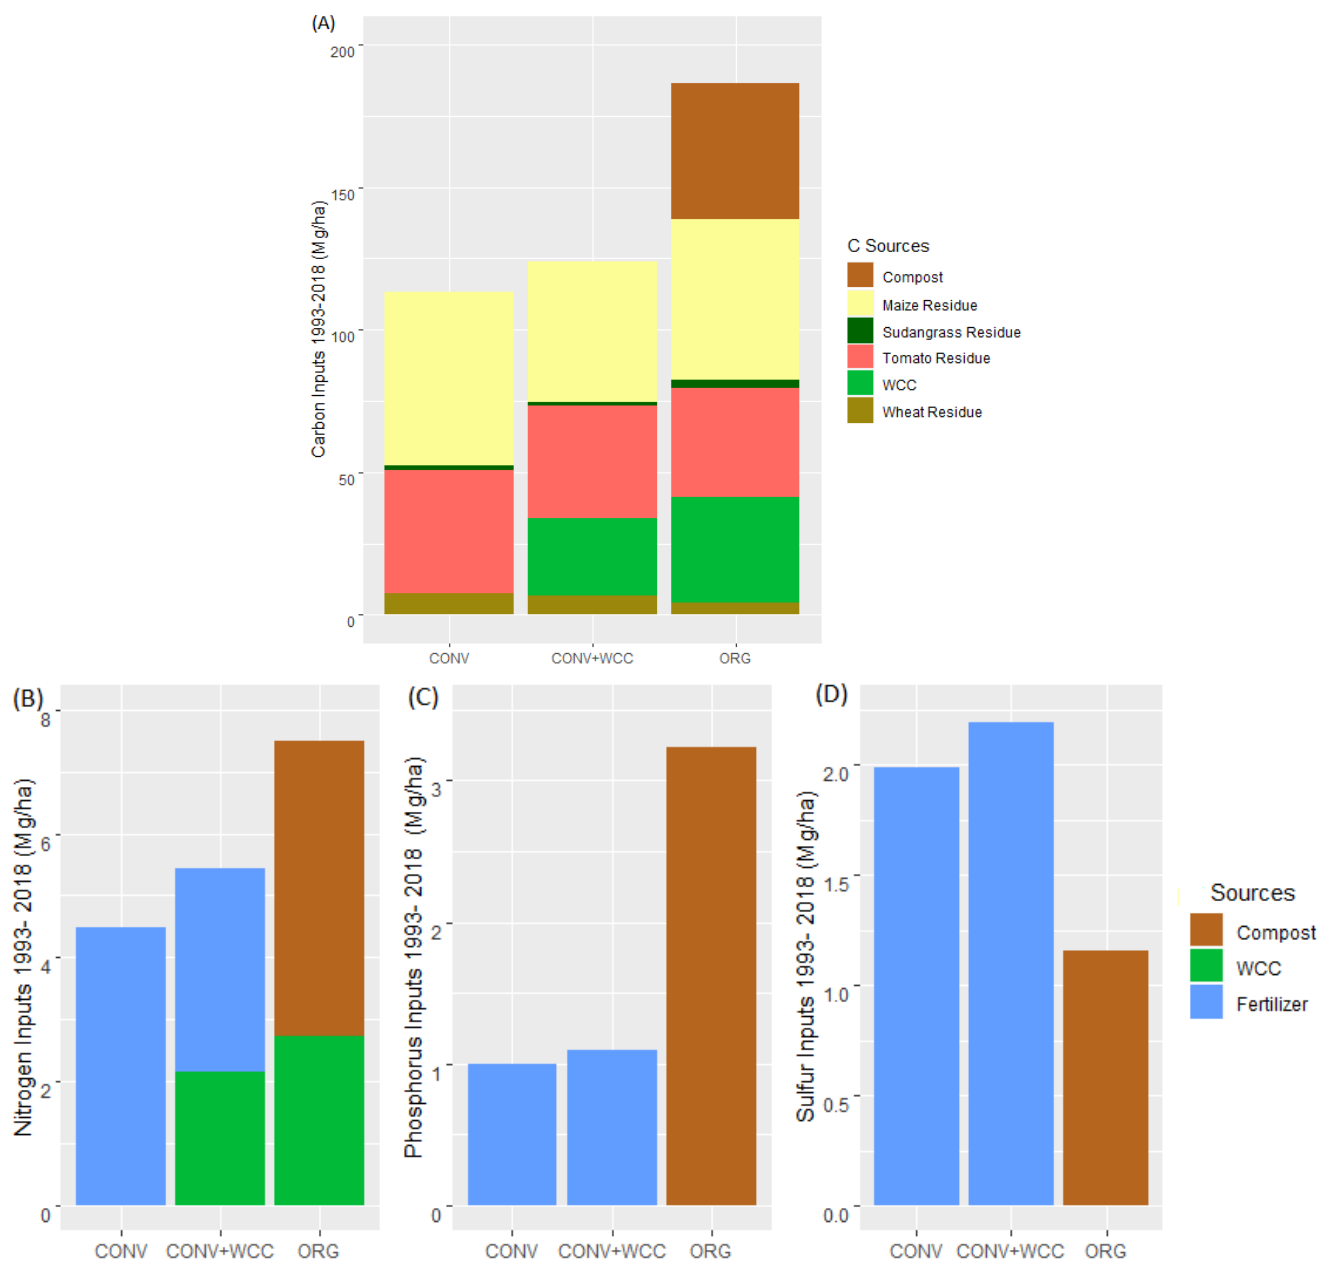 (A)
Carbon Inputs 1993-2018 (Mg/ha)
200
150
100
50
0
CONV
CONV+WCC
ORG
C Sources
Compost
Maize Residue
Sudangrass Residue
Tomato Residue
WCC
Wheat Residue
(B)
Nitrogen Inputs 1993- 2018 (Mg/ha)
8
6
4
2
0
CONV
CONV+WCC
ORG
(C)
Phosphorus Inputs 1993- 2018 (Mg/ha)
3
2
1
0
CONV
CONV+WCC
ORG
(D)
Sulfur Inputs 1993- 2018 (Mg/ha)
2.0
1.5
1.0
0.5
0.0
CONV
CONV+WCC
ORG
Sources
Compost
WCC
Fertilizer